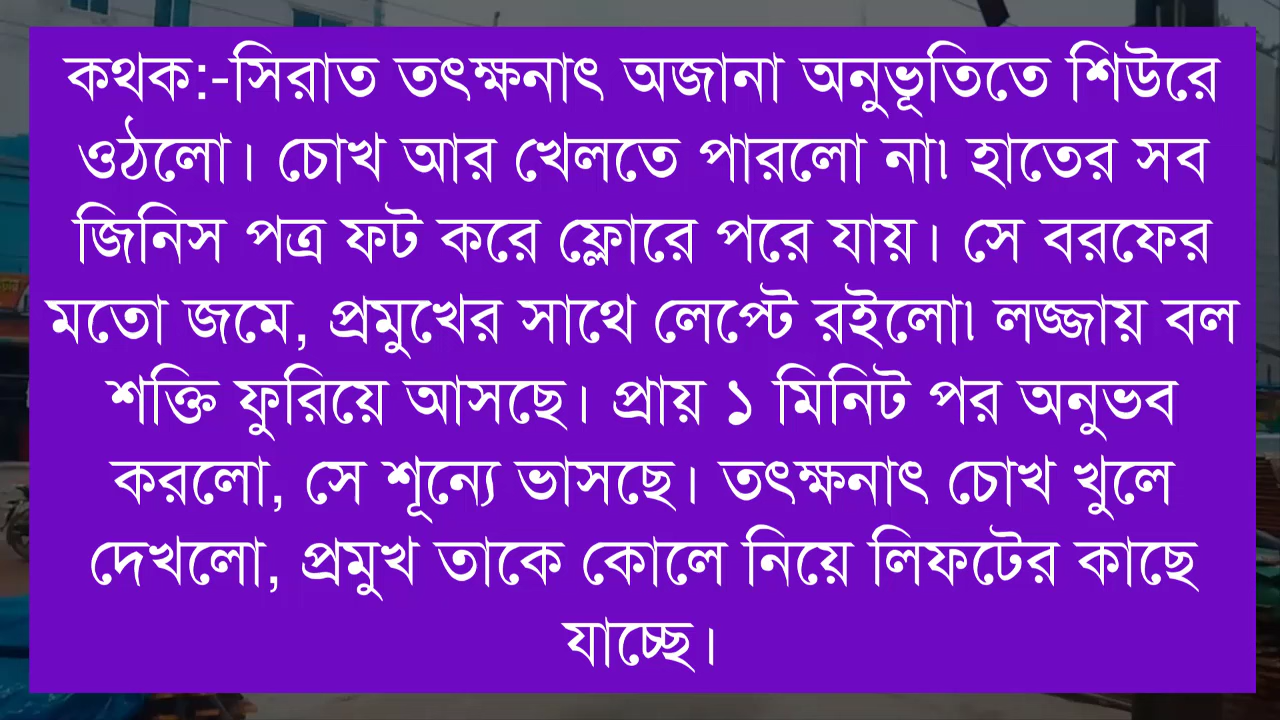 কথক:-সিরাত তৎক্ষনাৎ অজানা অনুভূতিতে শিউরে
ওঠলো। চোখ আর খেলতে পারলো না৷ হাতের সব
জিনিস পত্র ফট করে ফ্লোরে পরে যায়। সে বরফের
মতো জমে, প্রমুখের সাথে লেপ্টে রইলো৷ লজ্জায় বল
শক্তি ফুরিয়ে আসছে। প্রায় ১ মিনিট পর অনুভব
করলো, সে শূন্যে ভাসছে। তৎক্ষনাৎ চোখ খুলে
দেখলো, প্রমুখ তাকে কোলে নিয়ে লিফটের কাছে
যাচ্ছে।